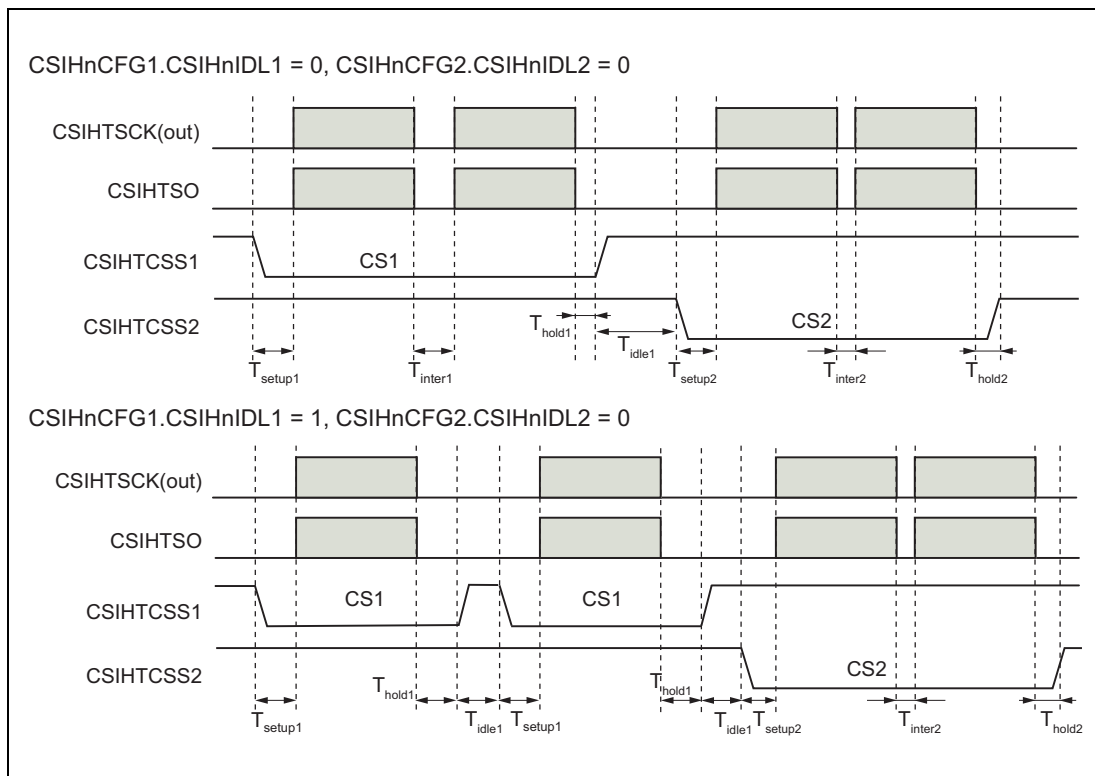 CSIHnCFG1.CSIHnIDL1 = 0, CSIHnCFG2.CSIHnIDL2 = 0
CSIHTSCK(out)
CSIHTSO
CSIHTCSS1
CS1
CSIHTCSS2
CS2
Thold1
Tidle1
Tsetup1
Tinter1
Tsetup2
Tinter2
Thold2
CSIHnCFG1.CSIHnIDL1 = 1, CSIHnCFG2.CSIHnIDL2 = 0
CSIHTSCK(out)
CSIHTSO
CSIHTCSS1
CS1
CS1
CSIHTCSS2
CS2
Tsetup1
Thold1
Tidle1
Tsetup1
Thold1
Tidle1
Tsetup2
Tinter2
Thold2